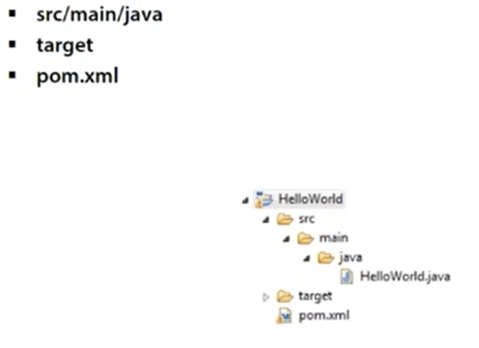 ▪ src/main/java
▪ target
▪ pom.xml
HelloWorld
src
main
java
HelloWorld.java
target
pom.xml